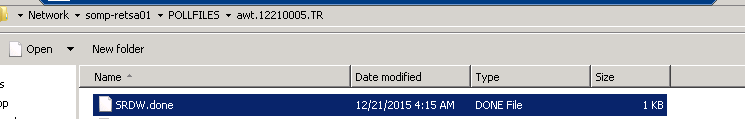 Network somp-retsa01 POLLFILES awt.12210005.TR
Open New folder
Name Date modified Type Size
s
SRDW.done 12/21/2015 4:15 AM DONE File 1 KB
op